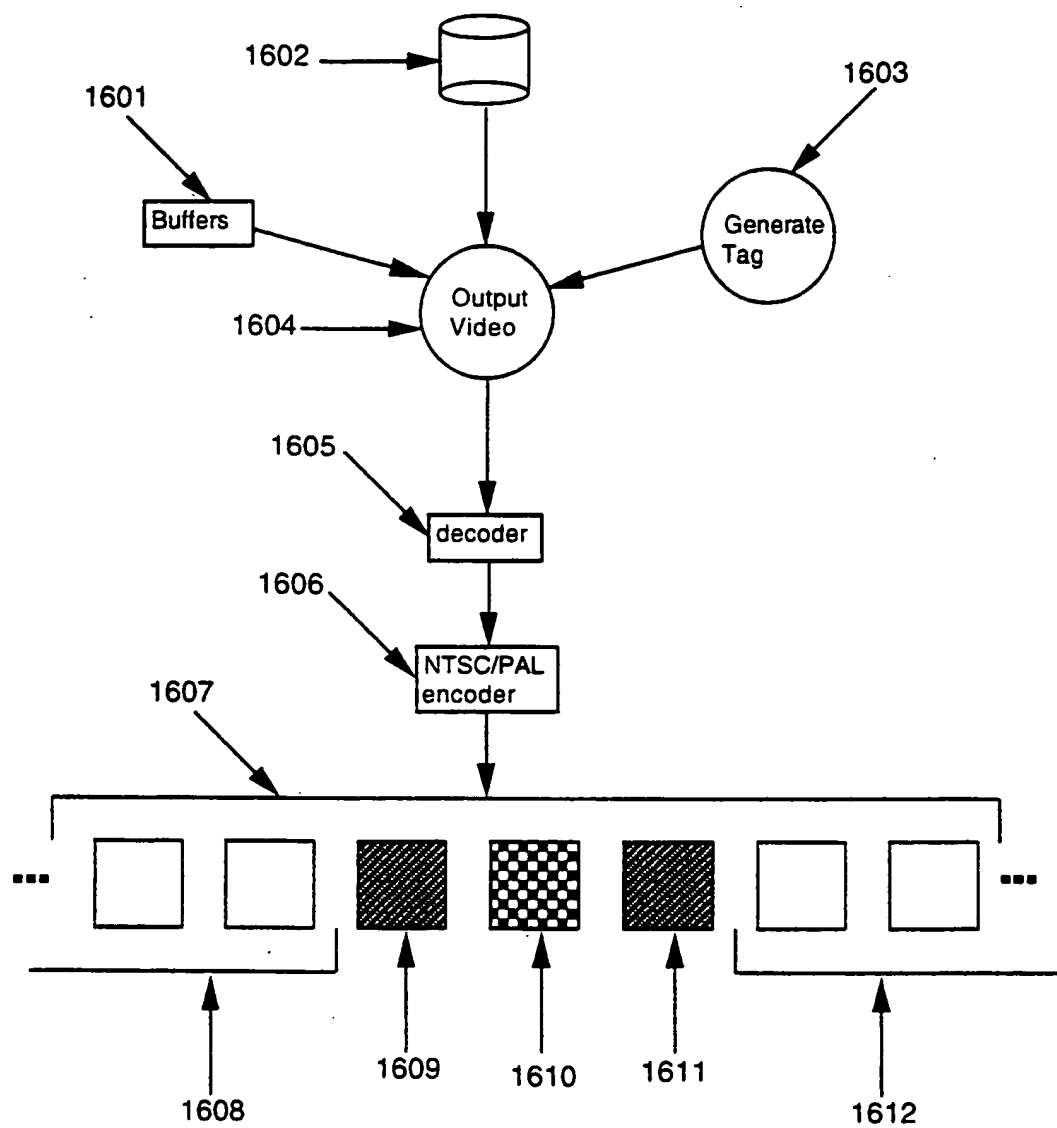 1602
1603
1601
Buffers
Generate
Tag
Output
Video
1604
1605
decoder
1606
NTSC/PAL
encoder
1607
1609
1610
1611
1608
1612